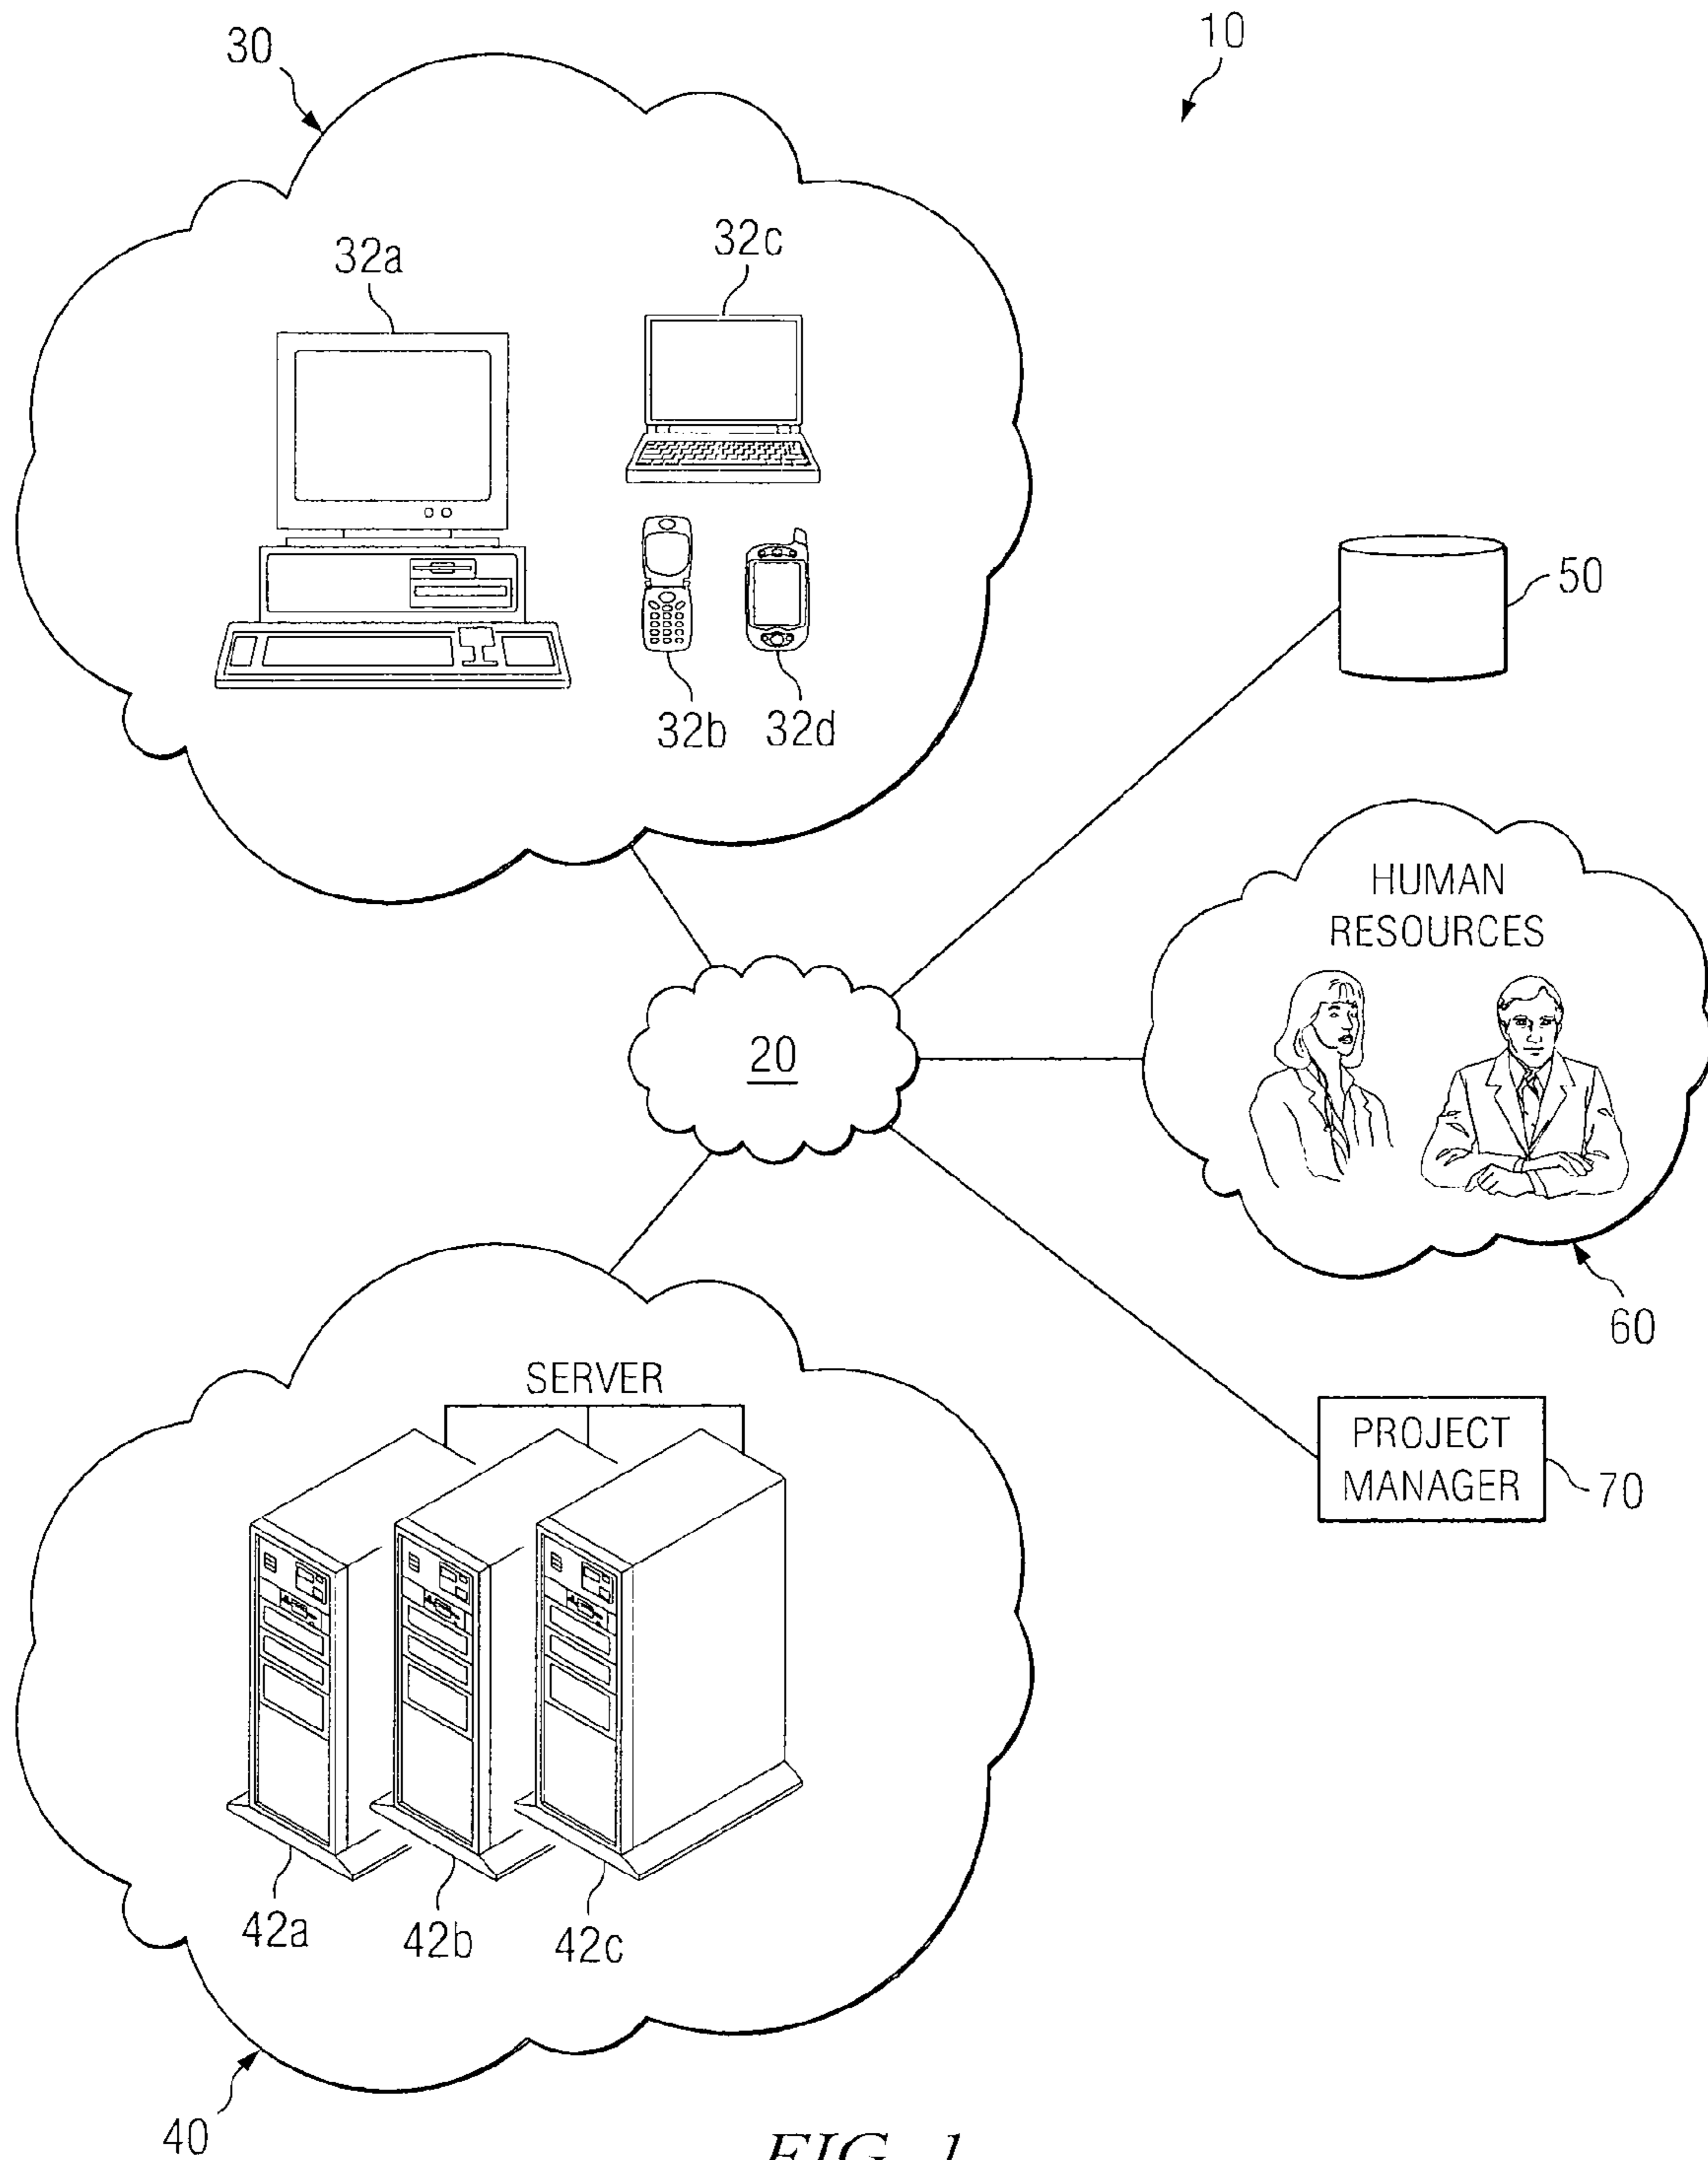 30
10
32a
32c
32b
32d
50
HUMAN
RESOURCES
20
60
SERVER
PROJECT
MANAGER
70
42a
42b
42c
40
FIG. 1